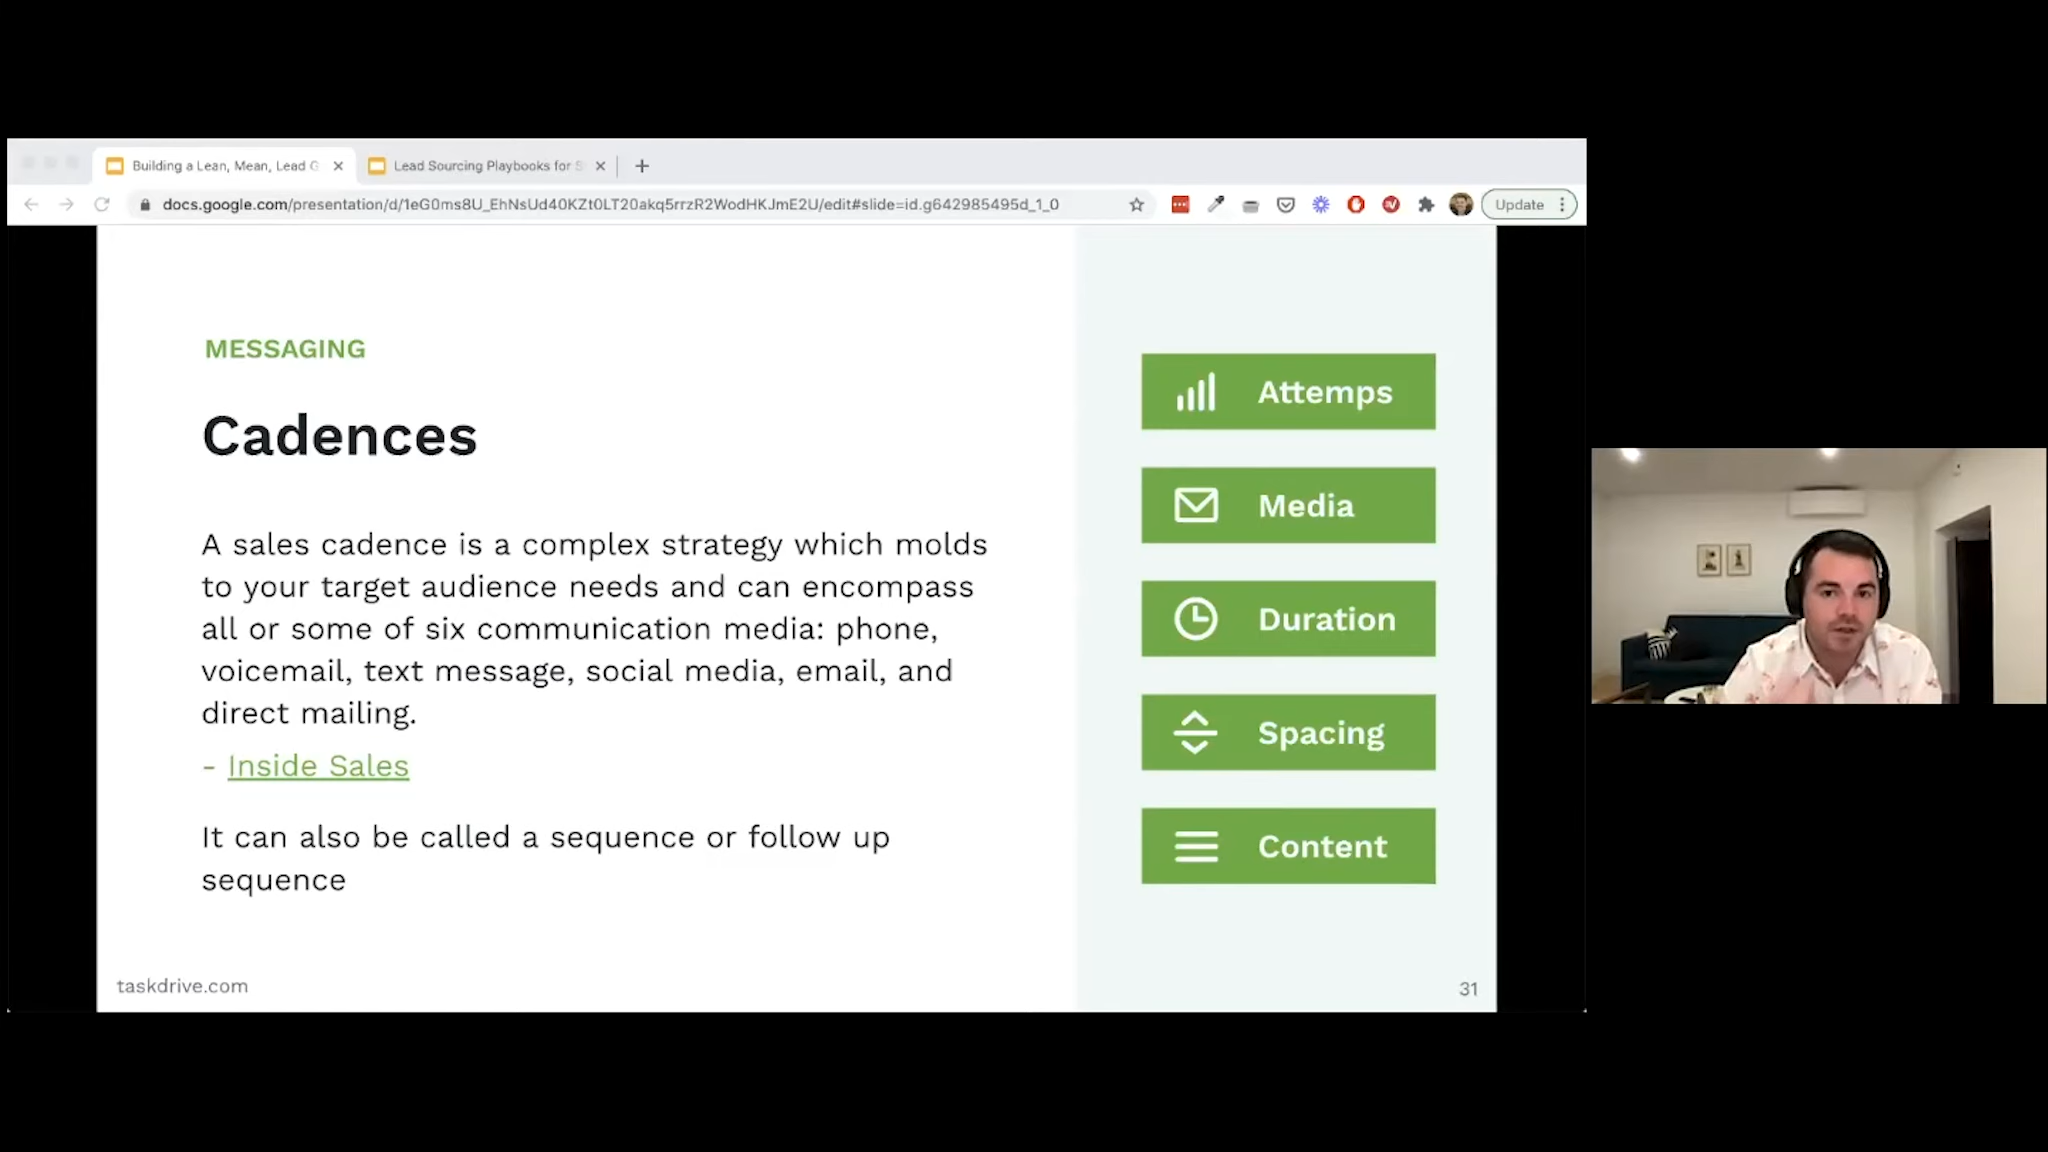 Building a Lean, Mean, Lead G
Lead Sourcing Playbooks for S
docs.google.com/presentation/d/1eG0ms8U_EhNsUd40KZt0LT20akq5rrzR2WodHKJmE2U/edit#slide=id.g642985495d_1_0
Update
MESSAGING
Cadences
A sales cadence is a complex strategy which molds
to your target audience needs and can encompass
all or some of six communication media: phone,
voicemail, text message, social media, email, and
direct mailing.
- Inside Sales
It can also be called a sequence or follow up
sequence
Attemps
Media
Duration
Spacing
Content
taskdrive.com
31